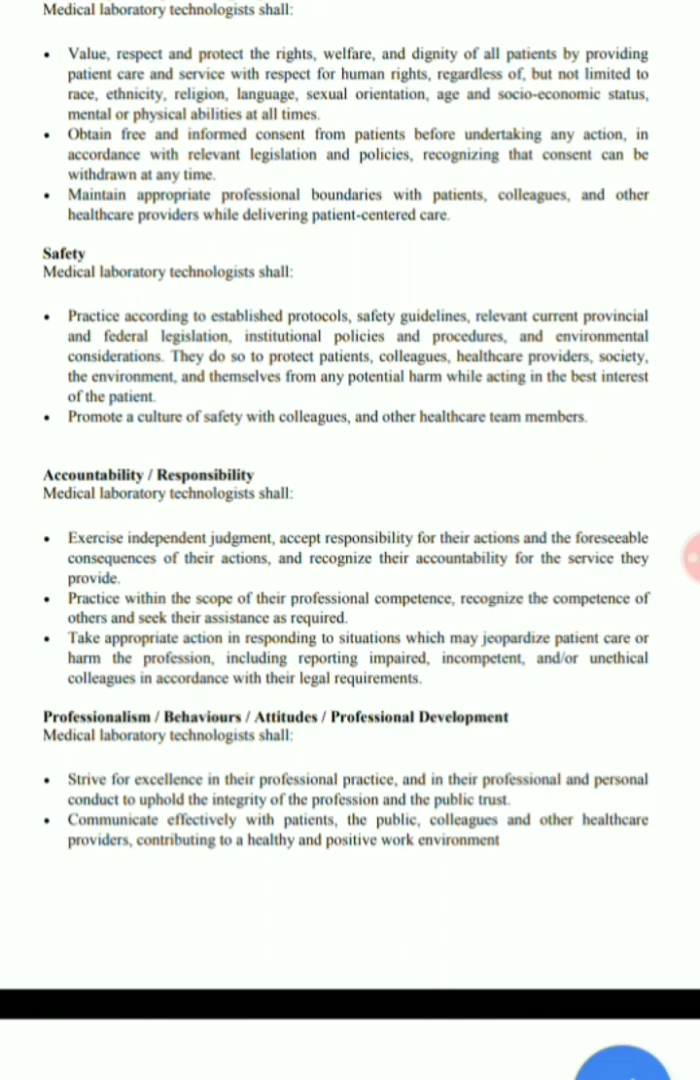 Medical laboratory technologists shall:
• Value, respect and protect the rights, welfare, and dignity of all patients by providing
patient care and service with respect for human rights, regardless of, but not limited to
race, ethnicity, religion, language, sexual orientation, age and socio-economic status,
mental or physical abilities at all times.
• Obtain free and informed consent from patients before undertaking any action, in
accordance with relevant legislation and policies, recognizing that consent can be
withdrawn at any time.
• Maintain appropriate professional boundaries with patients, colleagues, and other
healthcare providers while delivering patient-centered care.
Safety
Medical laboratory technologists shall:
• Practice according to established protocols, safety guidelines, relevant current provincial
and federal legislation, institutional policies and procedures, and environmental
considerations. They do so to protect patients, colleagues, healthcare providers, society,
the environment, and themselves from any potential harm while acting in the best interest
of the patient.
• Promote a culture of safety with colleagues, and other healthcare team members.
Accountability / Responsibility
Medical laboratory technologists shall:
• Exercise independent judgment, accept responsibility for their actions and the foreseeable
consequences of their actions, and recognize their accountability for the service they
provide.
• Practice within the scope of their professional competence, recognize the competence of
others and seek their assistance as required.
• Take appropriate action in responding to situations which may jeopardize patient care or
harm the profession, including reporting impaired, incompetent, and/or unethical
colleagues in accordance with their legal requirements.
Professionalism / Behaviours / Attitudes / Professional Development
Medical laboratory technologists shall:
• Strive for excellence in their professional practice, and in their professional and personal
conduct to uphold the integrity of the profession and the public trust.
• Communicate effectively with patients, the public, colleagues and other healthcare
providers, contributing to a healthy and positive work environment